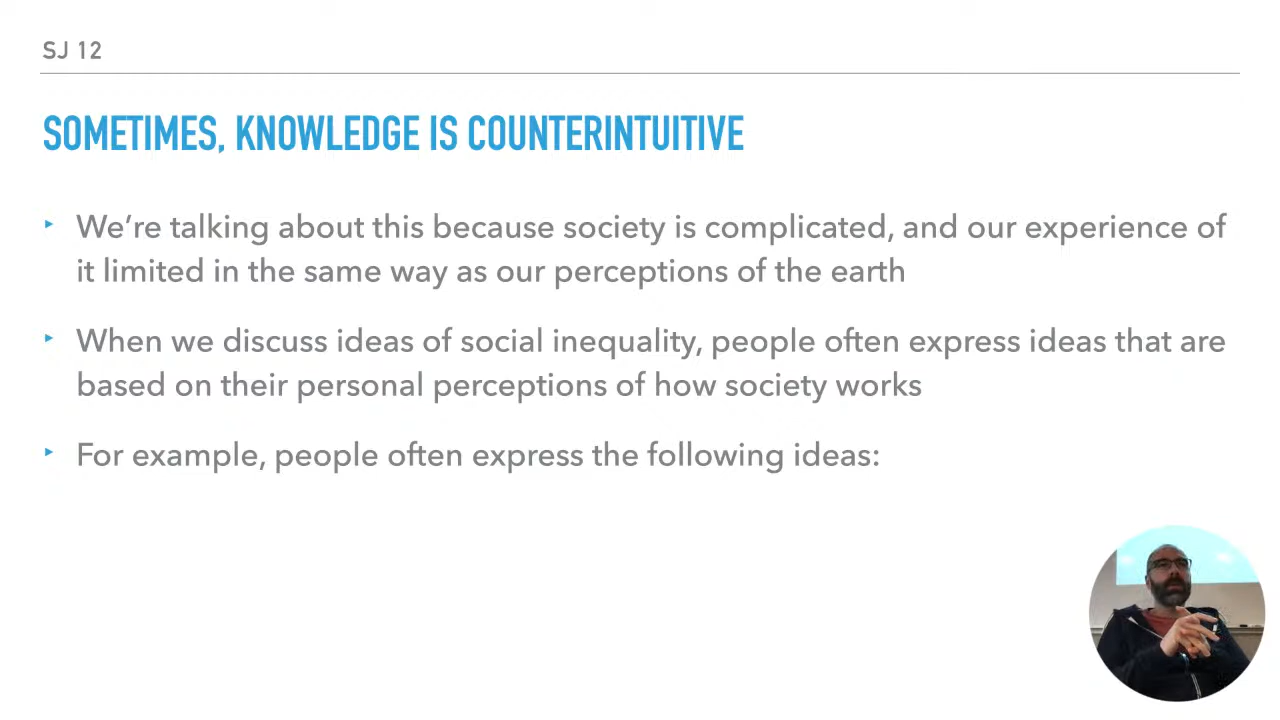 SJ 12
SOMETIMES, KNOWLEDGE IS COUNTERINTUITIVE
‣ We’re talking about this because society is complicated, and our experience of
it limited in the same way as our perceptions of the earth
‣ When we discuss ideas of social inequality, people often express ideas that are
based on their personal perceptions of how society works
‣ For example, people often express the following ideas: